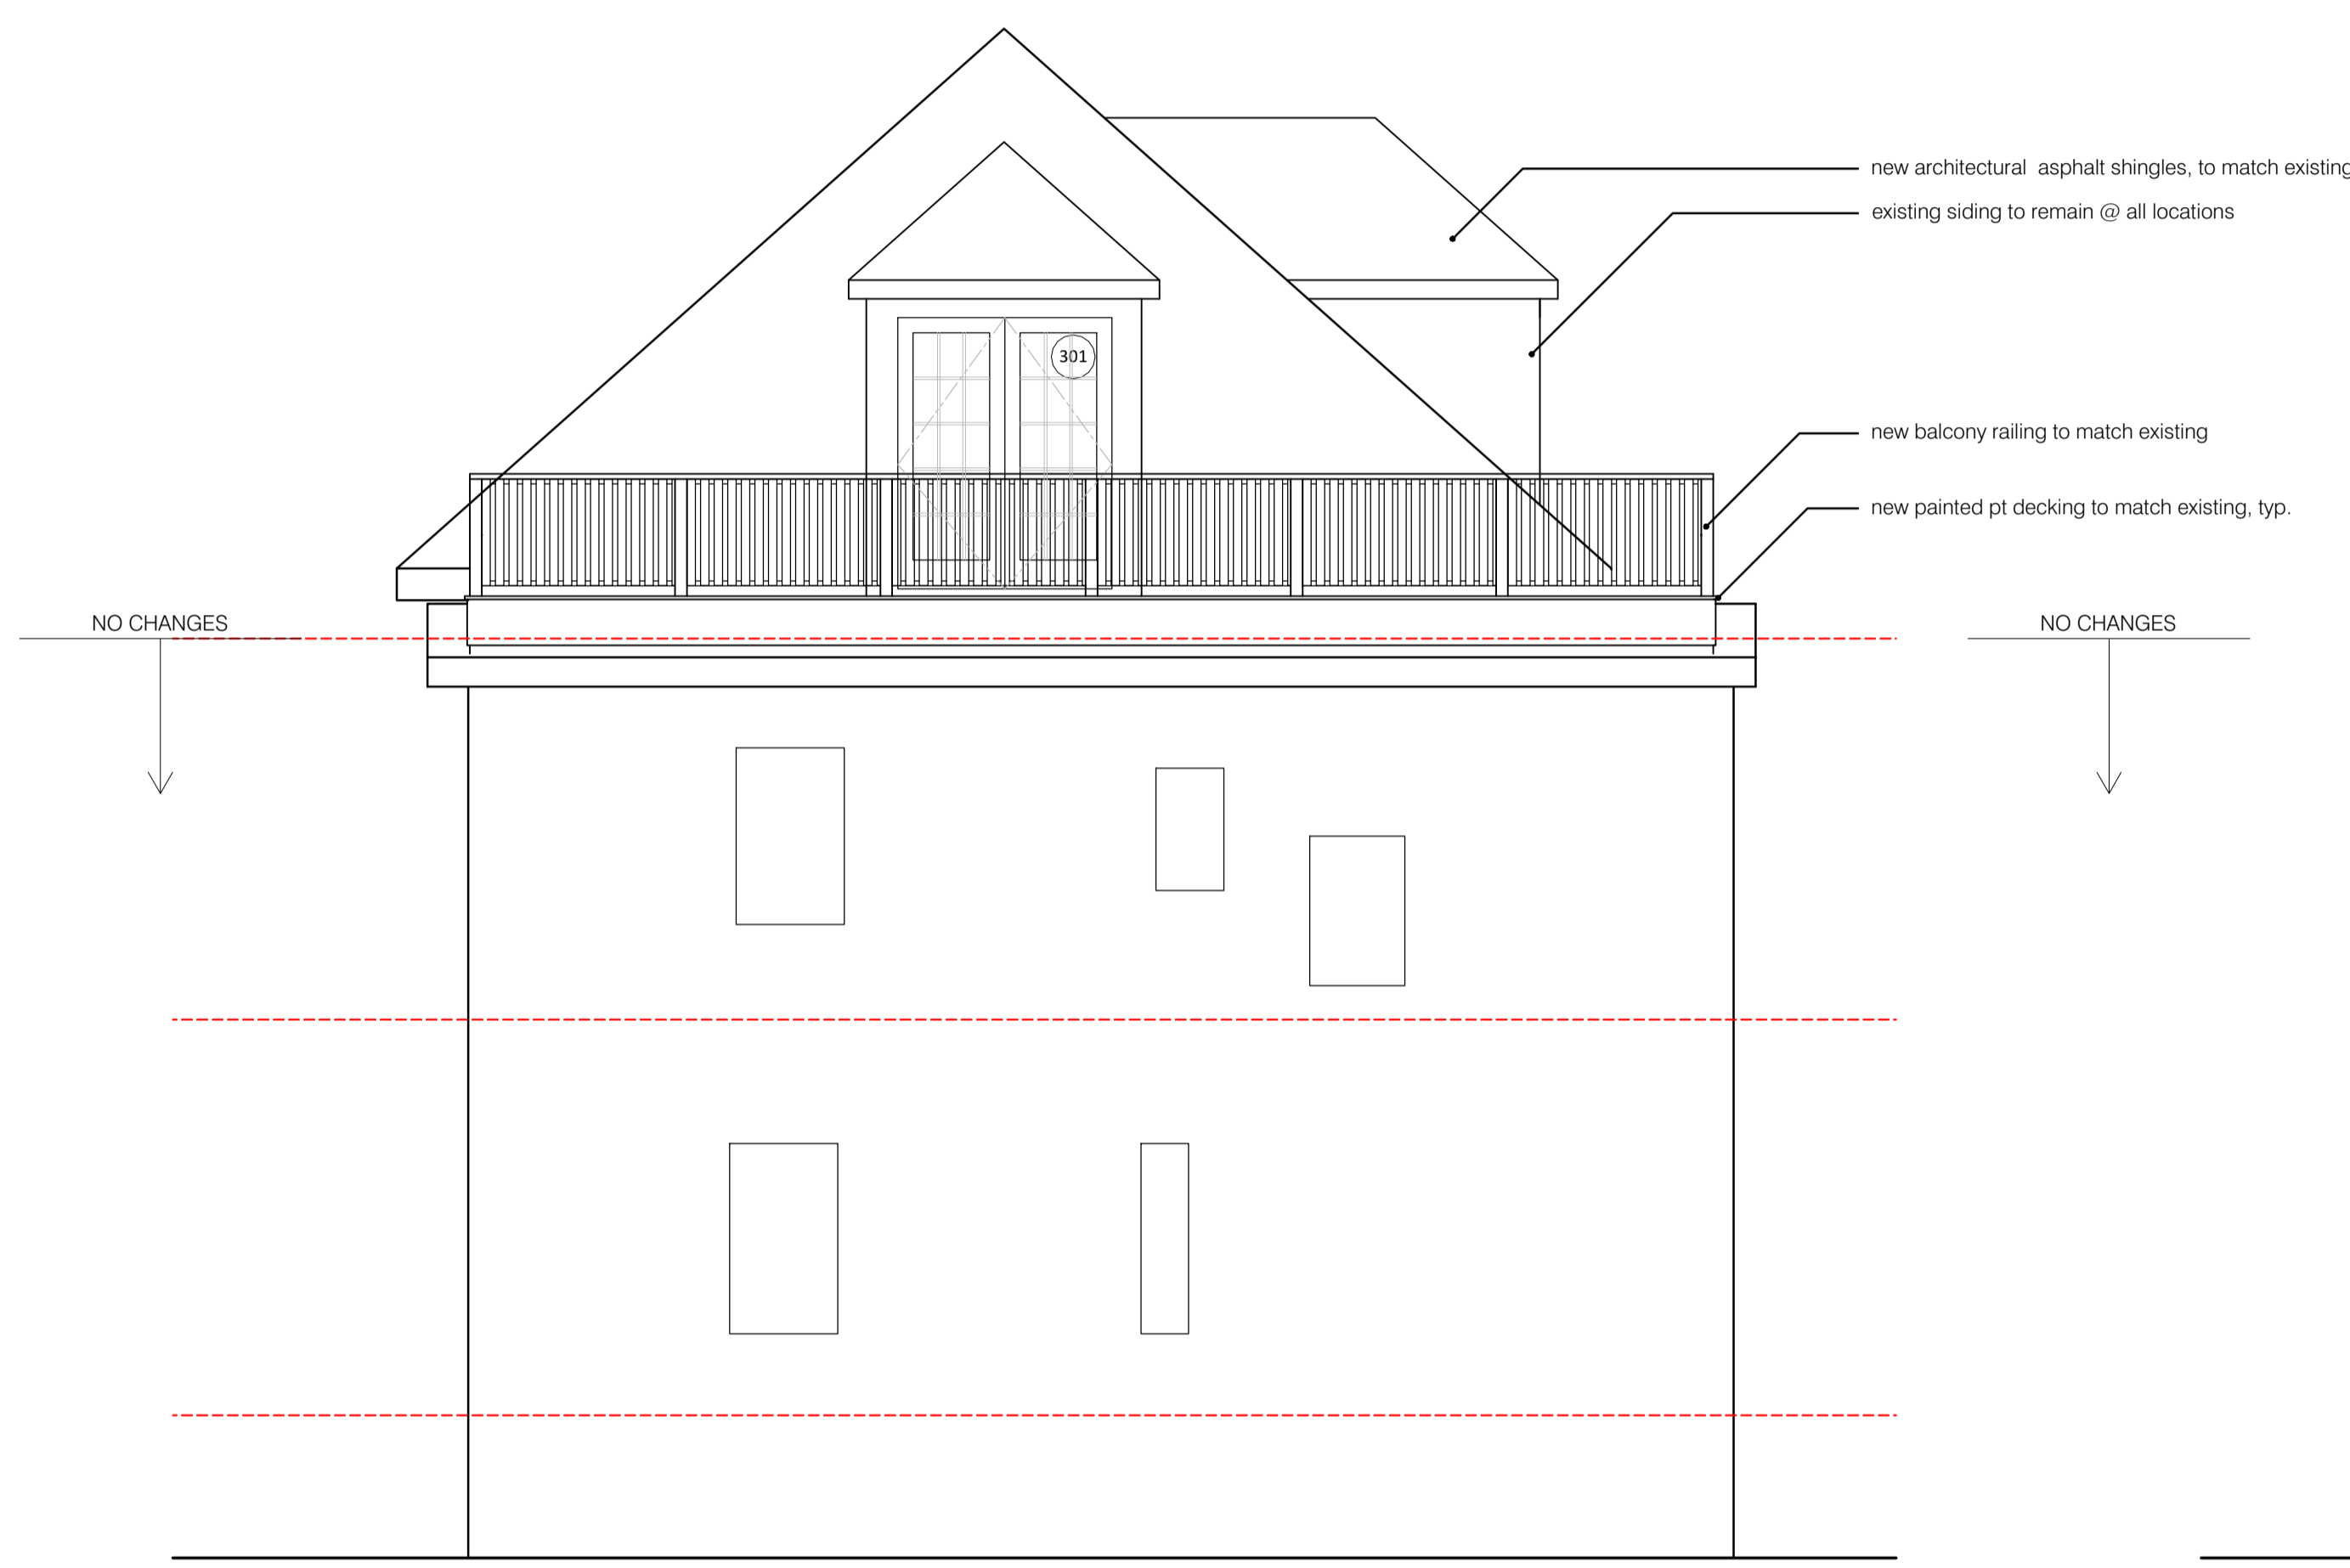 new architectural  asphalt shingles, to match existing
existing siding to remain @ all locations
301
new balcony railing to match existing
new painted pt decking to match existing, typ.
NO CHANGES
NO CHANGES